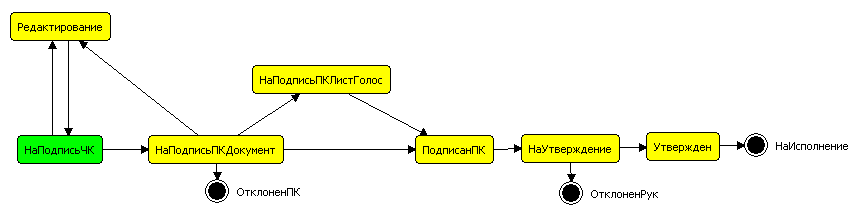 Редактирование
НаПодписьПКЛистГолос
НаПодписьЧК
НаПодписьПКДокумент
ПодписанПК
НаУтверждение
Утвержден
НаИсполнение
ОтклоненПК
ОтклоненРук